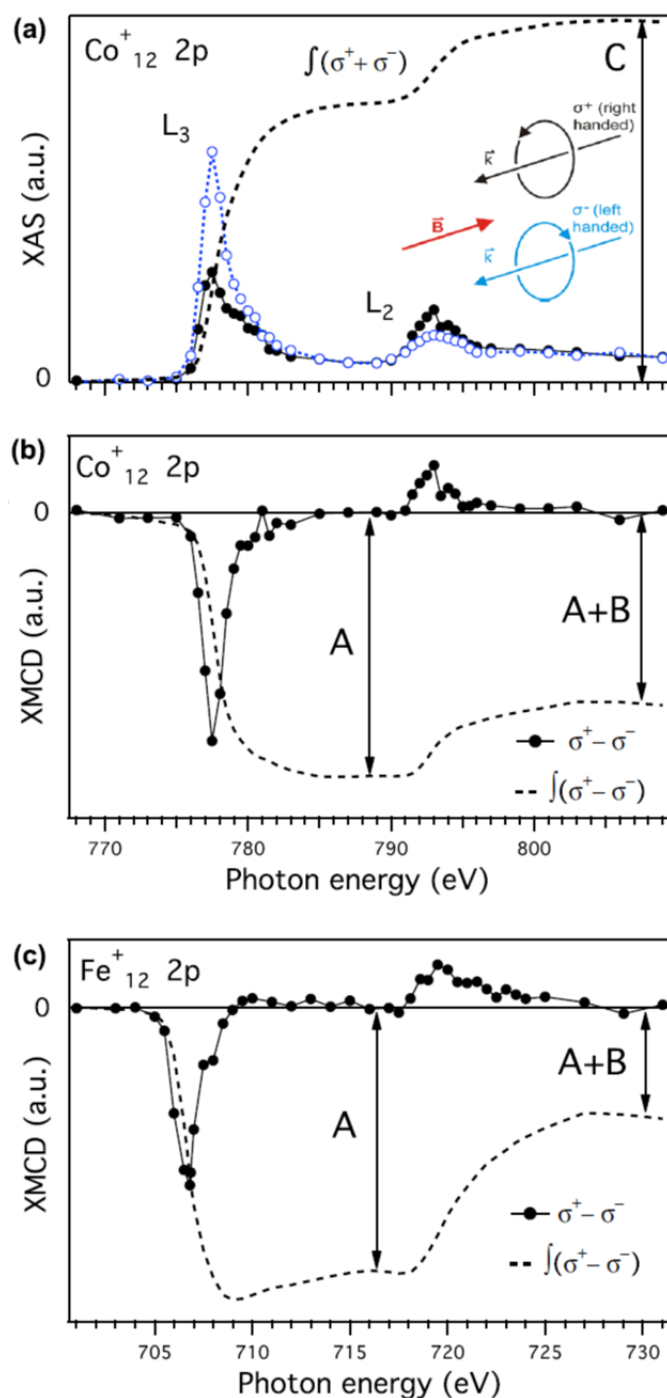 (a)
Co⁺₁₂ 2p
∫(σ⁺+ σ⁻)
C
L₃
σ⁺ (right
handed)
k⃗
B⃗
σ⁻ (left
handed)
k⃗
L₂
XAS (a.u.)
0
(b)
Co⁺₁₂ 2p
0
A
A+B
XMCD (a.u.)
σ⁺− σ⁻
∫(σ⁺− σ⁻)
770 780 790 800
Photon energy (eV)
(c)
Fe⁺₁₂ 2p
0
A+B
A
XMCD (a.u.)
σ⁺− σ⁻
∫(σ⁺− σ⁻)
705 710 715 720 725 730
Photon energy (eV)